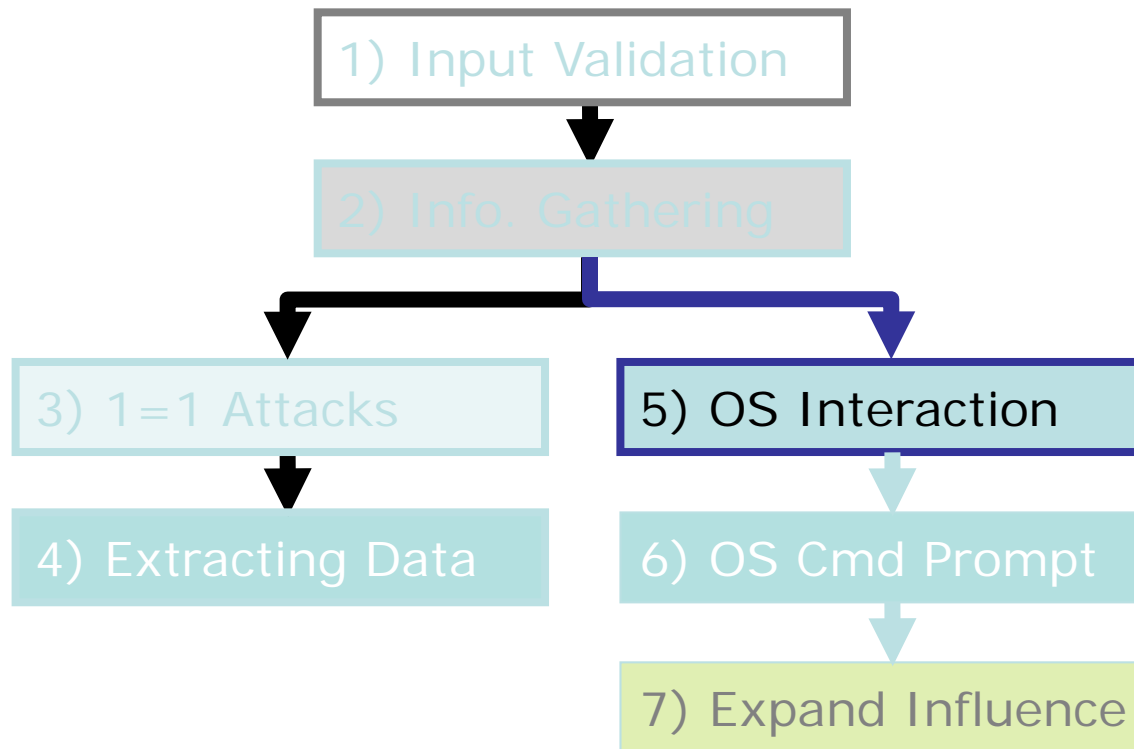 1) Input Validation
2) Info. Gathering
3) 1=1 Attacks
5) OS Interaction
4) Extracting Data
6) OS Cmd Prompt
7) Expand Influence